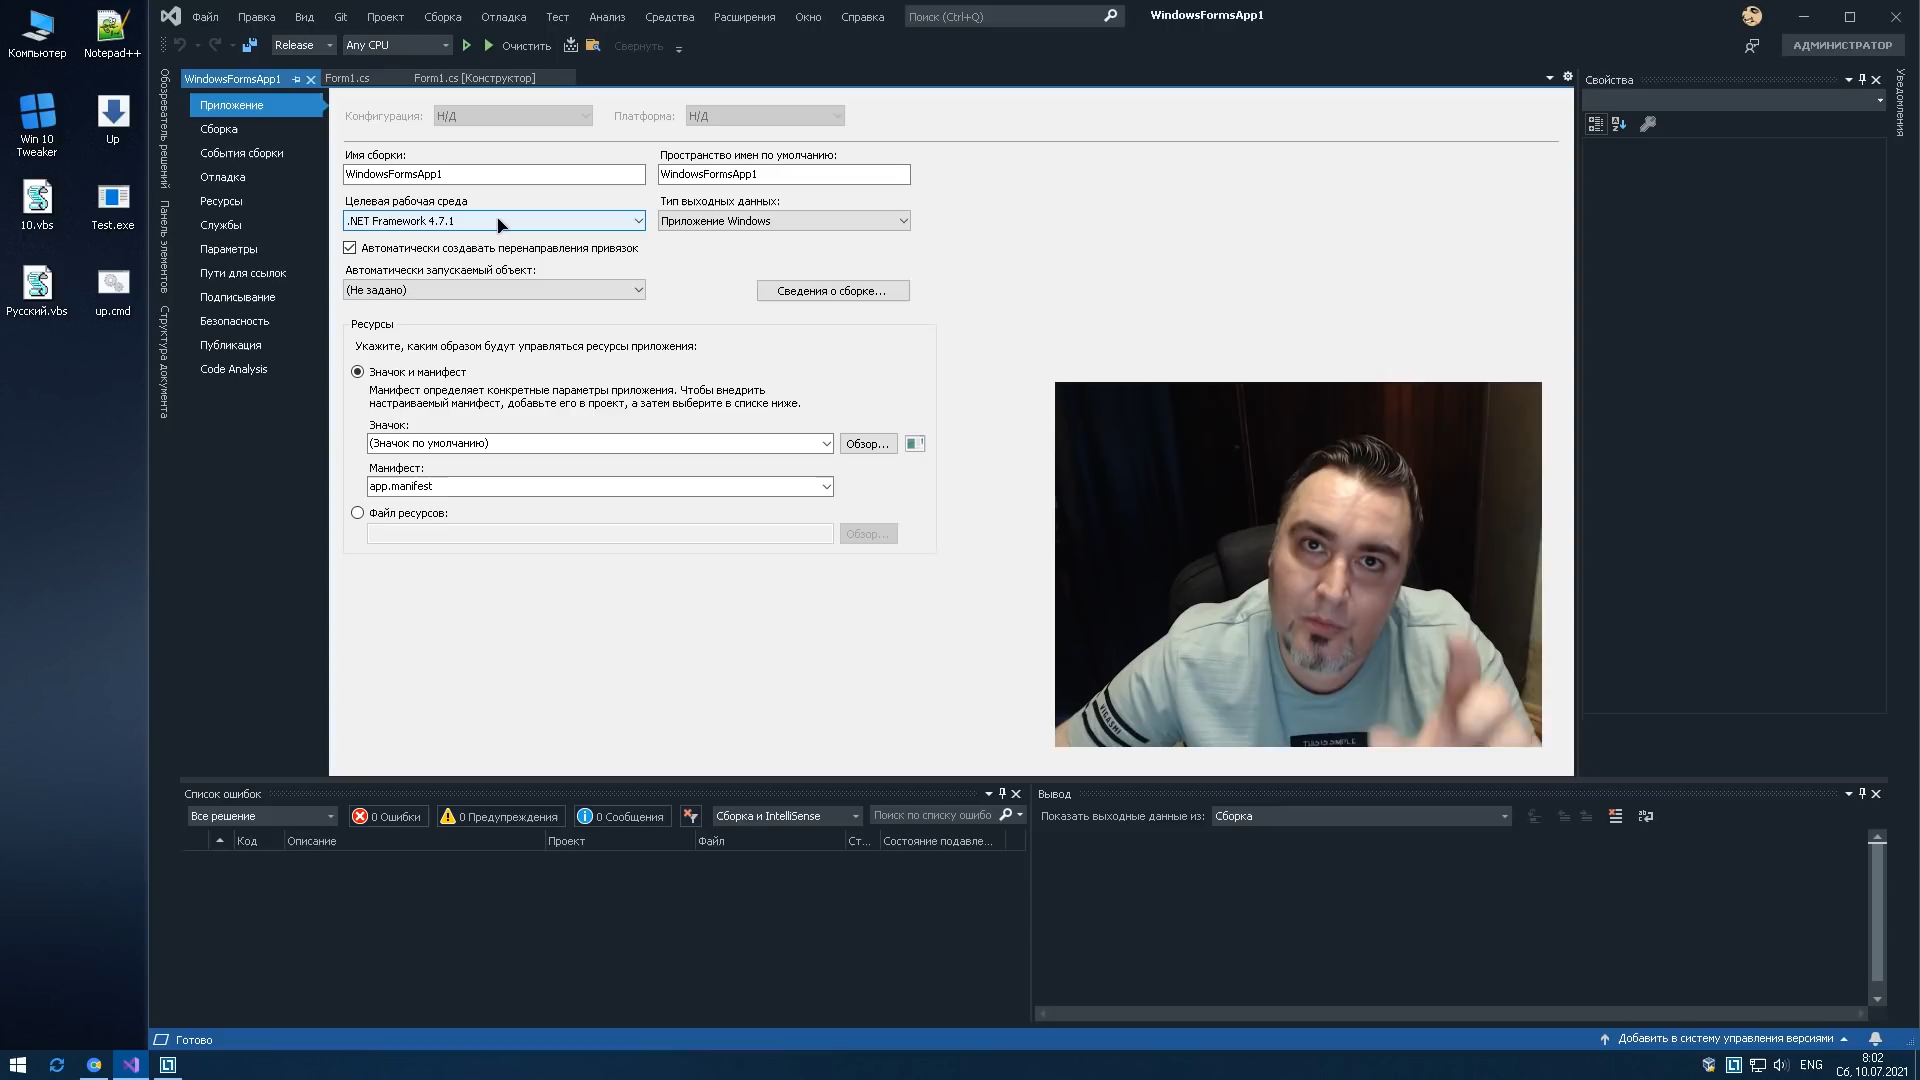 Компьютер
Notepad++
Win 10
Tweaker
Up
10.vbs
Test.exe
Русский.vbs
up.cmd
Файл Правка Вид Git Проект Сборка Отладка Тест Анализ Средства Расширения Окно Справка Поиск (Ctrl+Q) WindowsFormsApp1
Release Any CPU Очистить Свернуть АДМИНИСТРАТОР
Обозреватель решений
Панель элементов
Структура документа
WindowsFormsApp1 Form1.cs Form1.cs [Конструктор]
Приложение
Сборка
События сборки
Отладка
Ресурсы
Службы
Параметры
Пути для ссылок
Подписывание
Безопасность
Публикация
Code Analysis
Конфигурация: Н/Д Платформа: Н/Д
Имя сборки: Пространство имен по умолчанию:
WindowsFormsApp1 WindowsFormsApp1
Целевая рабочая среда Тип выходных данных:
.NET Framework 4.7.1 Приложение Windows
Автоматически создавать перенаправления привязок
Автоматически запускаемый объект:
(Не задано) Сведения о сборке...
Ресурсы
Укажите, каким образом будут управляться ресурсы приложения:
Значок и манифест
Манифест определяет конкретные параметры приложения. Чтобы внедрить
настраиваемый манифест, добавьте его в проект, а затем выберите в списке ниже.
Значок:
(Значок по умолчанию) Обзор...
Манифест:
app.manifest
Файл ресурсов:
Обзор...
Свойства
Уведомления
Список ошибок
Все решение 0 Ошибки 0 Предупреждения 0 Сообщения Сборка и IntelliSense Поиск по списку ошибо
Код Описание Проект Файл Ст... Состояние подавле...
Вывод
Показать выходные данные из: Сборка
Готово
Добавить в систему управления версиями
ENG
8:02
Сб, 10.07.2021